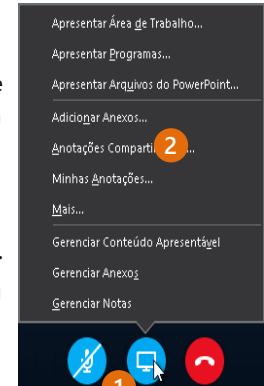 Apresentar Área de Trabalho...
Apresentar Programas...
Apresentar Arquivos do PowerPoint...
Adicionar Anexos...
Anotações 2
Minhas Anotações...
Mais...
Gerenciar Conteúdo Apresentável
Gerenciar Anexos
Gerenciar Notas
1